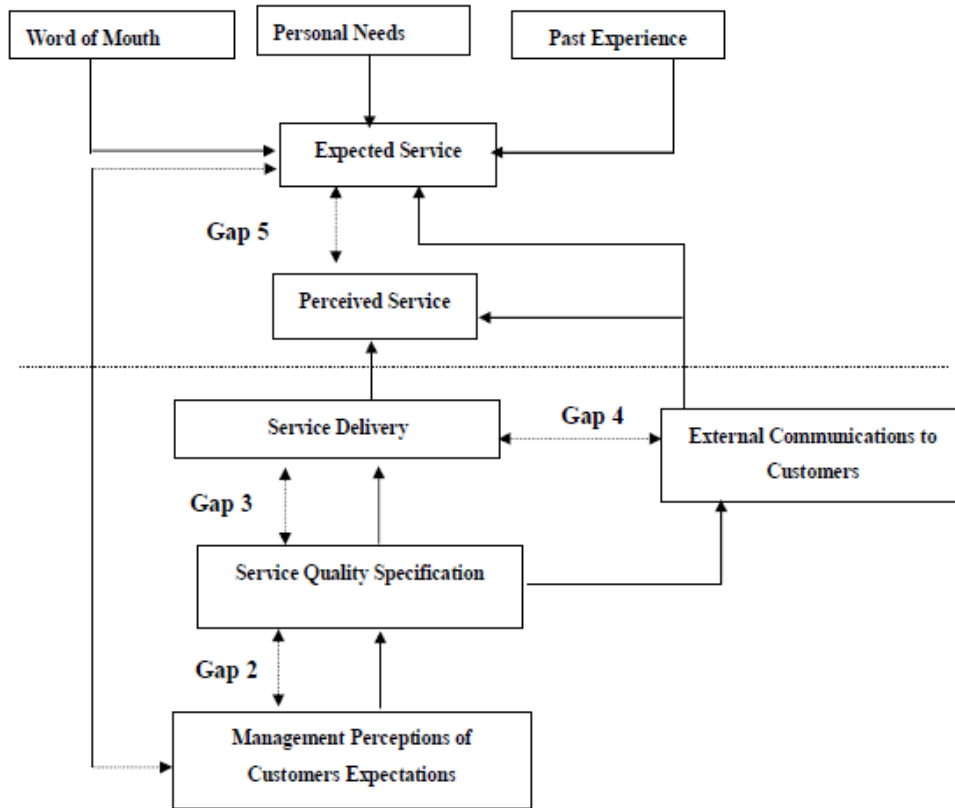 Word of Mouth
Personal Needs
Past Experience
Expected Service
Gap 5
Perceived Service
Service Delivery
Gap 4
External Communications to
Customers
Gap 3
Service Quality Specification
Gap 2
Management Perceptions of
Customers Expectations